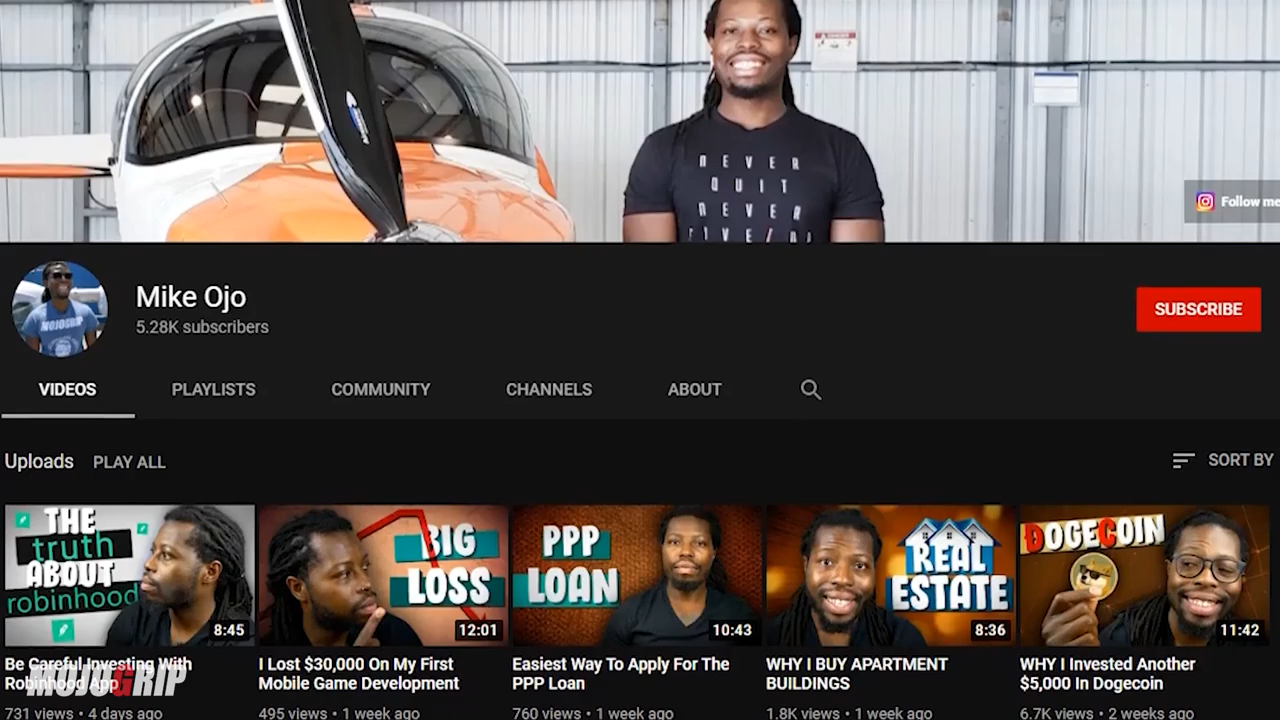 NEVER
QUIT
NEVER
Follow me
Mike Ojo
5.28K subscribers
SUBSCRIBE
VIDEOS
PLAYLISTS
COMMUNITY
CHANNELS
ABOUT
Uploads
PLAY ALL
SORT BY
THE
truth
ABOUT
robinhood
8:45
BIG
LOSS
12:01
PPP
LOAN
10:43
REAL
ESTATE
8:36
DOGECOIN
11:42
Be Careful Investing With
Robinhood App
I Lost $30,000 On My First
Mobile Game Development
Easiest Way To Apply For The
PPP Loan
WHY I BUY APARTMENT
BUILDINGS
WHY I Invested Another
$5,000 In Dogecoin
731 views • 4 days ago
495 views • 1 week ago
760 views • 1 week ago
1.8K views • 1 week ago
6.7K views • 2 weeks ago
MOJOGRIP